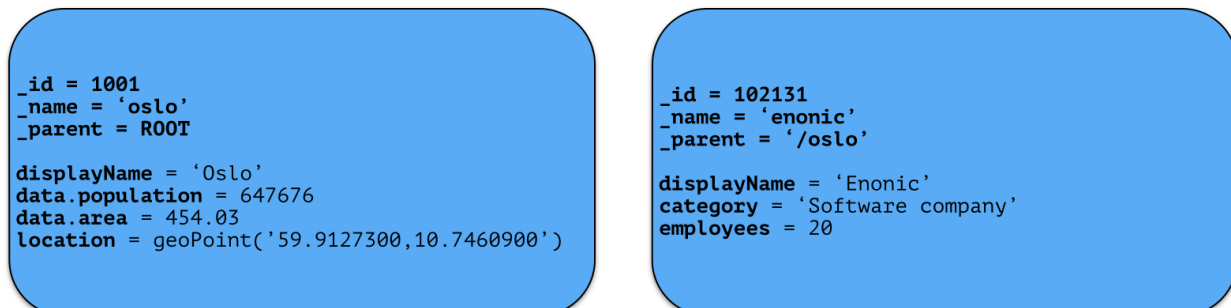 _id = 1001
_name = ‘oslo’
_parent = ROOT
displayName = ‘Oslo’
data.population = 647676
data.area = 454.03
location = geoPoint(’59.9127300,10.7460900’)
_id = 102131
_name = ‘enonic’
_parent = ‘/oslo’
displayName = ‘Enonic’
category = ‘Software company’
employees = 20